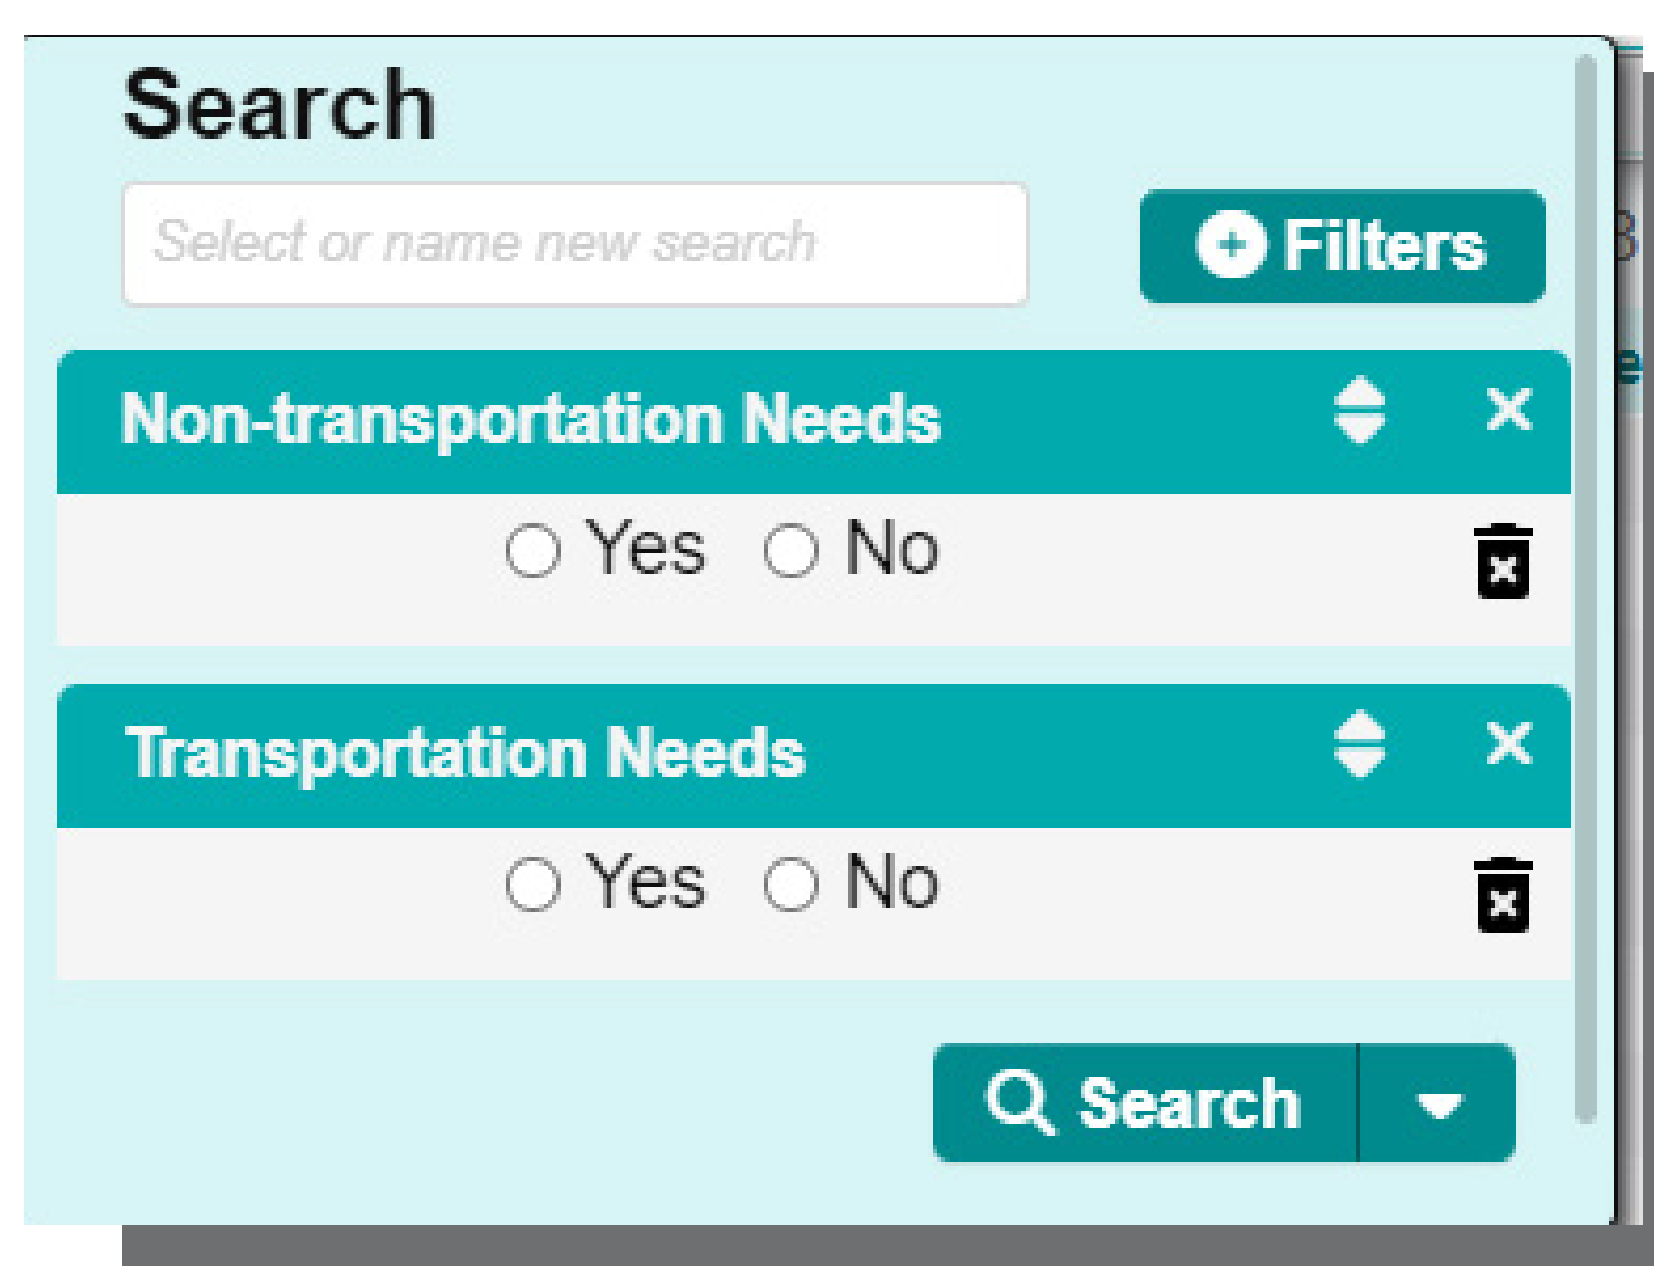 Search
Select or name new search
Filters
Non-transportation Needs
Yes No
Transportation Needs
Yes No
Search